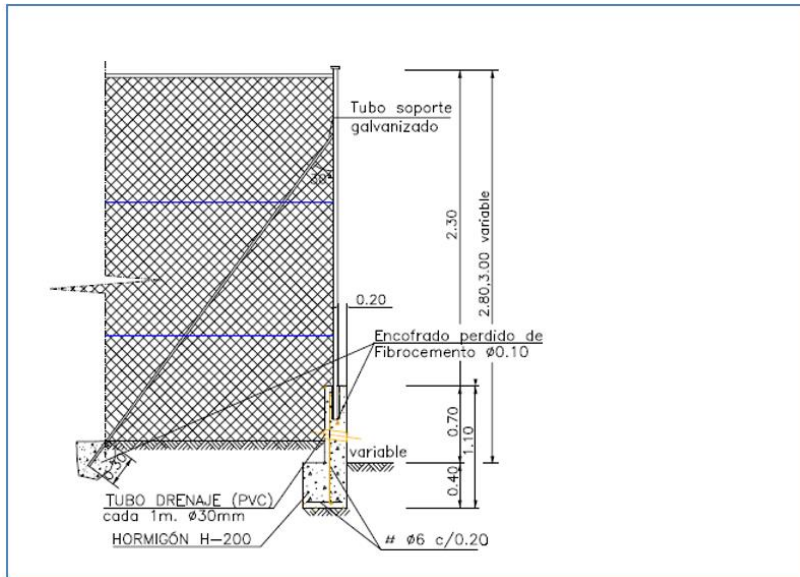 Tubo soporte
galvanizado
38°
2.30
2.80,3.00 variable
0.20
Encofrado perdido de
Fibrocemento ø0.10
0.70
1.10
variable
0.40
TUBO DRENAJE (PVC)
cada 1m. ø30mm
HORMIGÓN H-200
# ø6 c/0.20